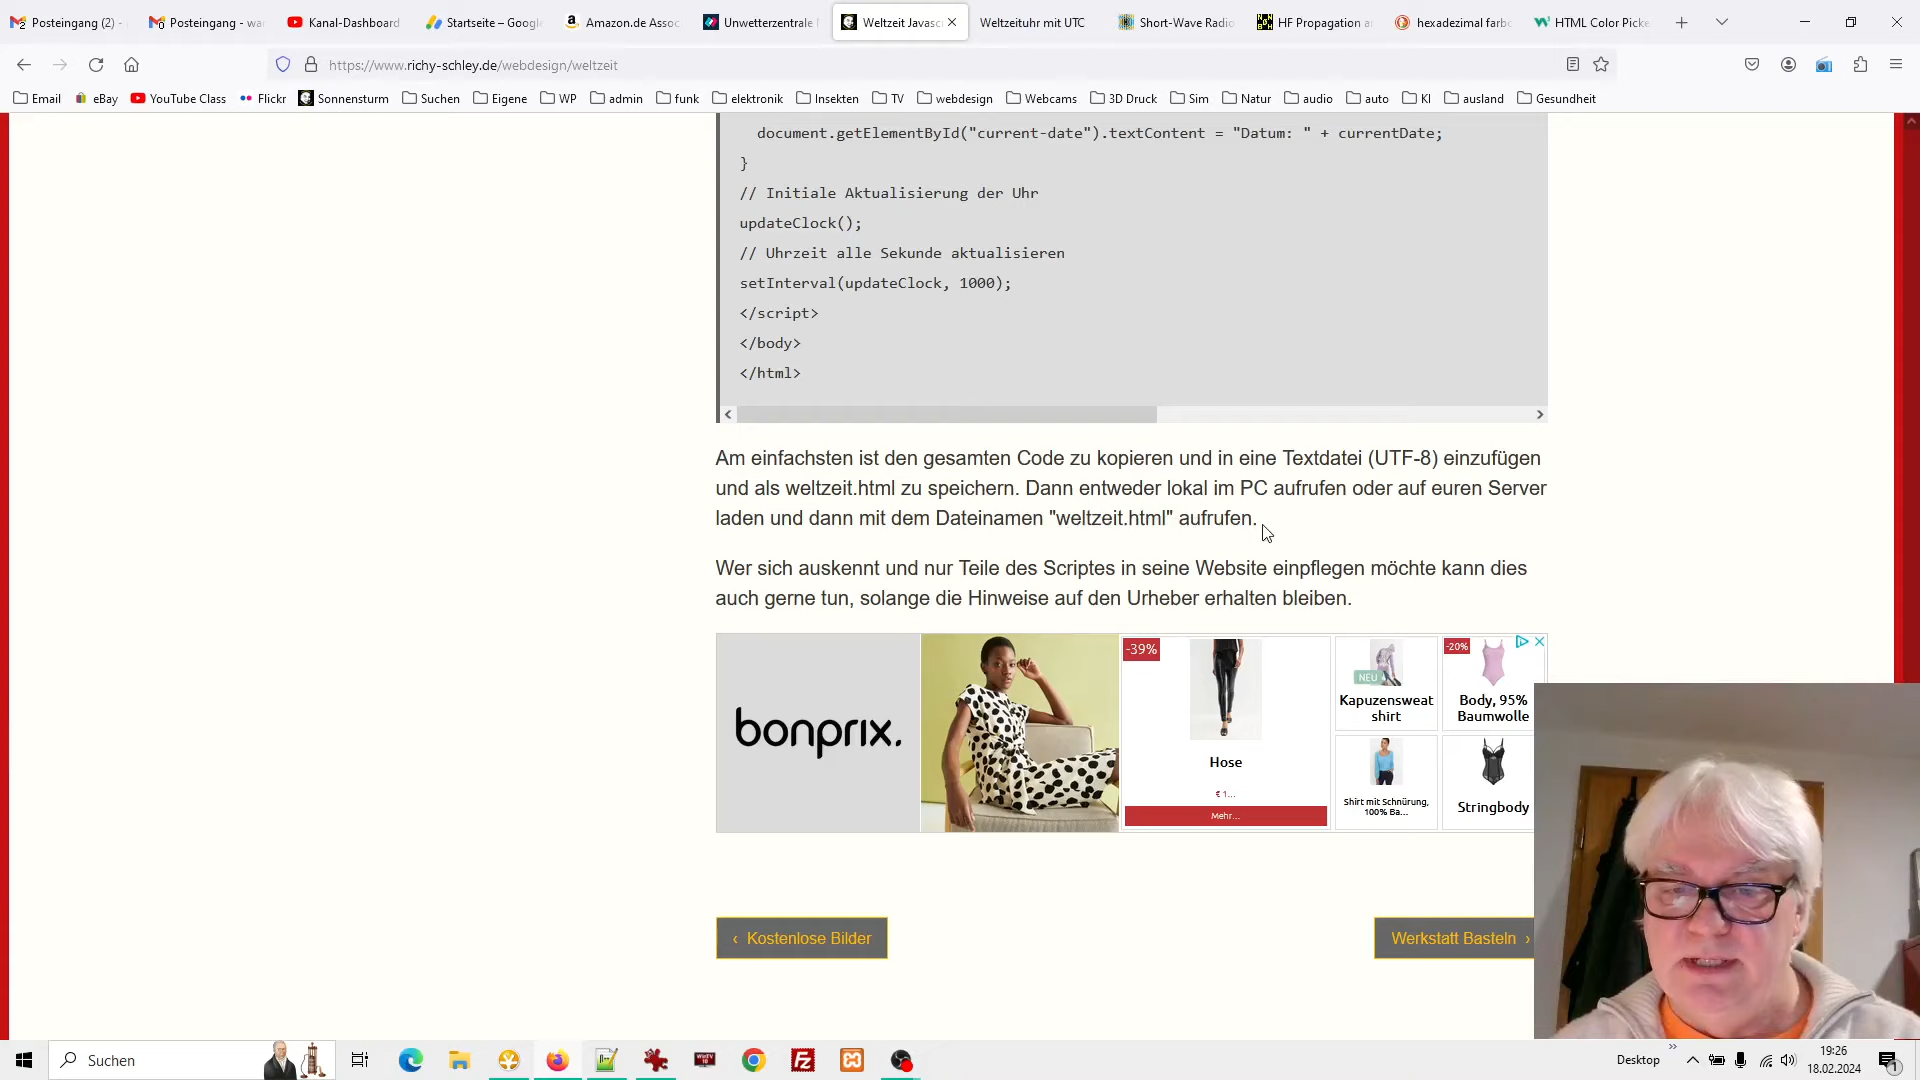 Posteingang (2) -
Posteingang - wa
Kanal-Dashboard
Startseite – Google
Amazon.de Assoc
Unwetterzentrale
Weltzeit Javasc
Weltzeituhr mit UTC
Short-Wave Radio
HF Propagation a
hexadezimal farb
HTML Color Picke
https://www.richy-schley.de/webdesign/weltzeit
Email
eBay
YouTube Class
Flickr
Sonnensturm
Suchen
Eigene
WP
admin
funk
elektronik
Insekten
TV
webdesign
Webcams
3D Druck
Sim
Natur
audio
auto
KI
ausland
Gesundheit
document.getElementById("current-date").textContent = "Datum: " + currentDate;
}
// Initiale Aktualisierung der Uhr
updateClock();
// Uhrzeit alle Sekunde aktualisieren
setInterval(updateClock, 1000);
</script>
</body>
</html>
Am einfachsten ist den gesamten Code zu kopieren und in eine Textdatei (UTF-8) einzufügen
und als weltzeit.html zu speichern. Dann entweder lokal im PC aufrufen oder auf euren Server
laden und dann mit dem Dateinamen "weltzeit.html" aufrufen.
Wer sich auskennt und nur Teile des Scriptes in seine Website einpflegen möchte kann dies
auch gerne tun, solange die Hinweise auf den Urheber erhalten bleiben.
bonprix.
-39%
Hose
€ 1...
Mehr...
NEU
Kapuzensweat
shirt
-20%
Body, 95%
Baumwolle
Shirt mit Schnürung,
100% Ba...
Stringbody
‹ Kostenlose Bilder
Werkstatt Basteln ›
Suchen
Desktop
19:26
18.02.2024